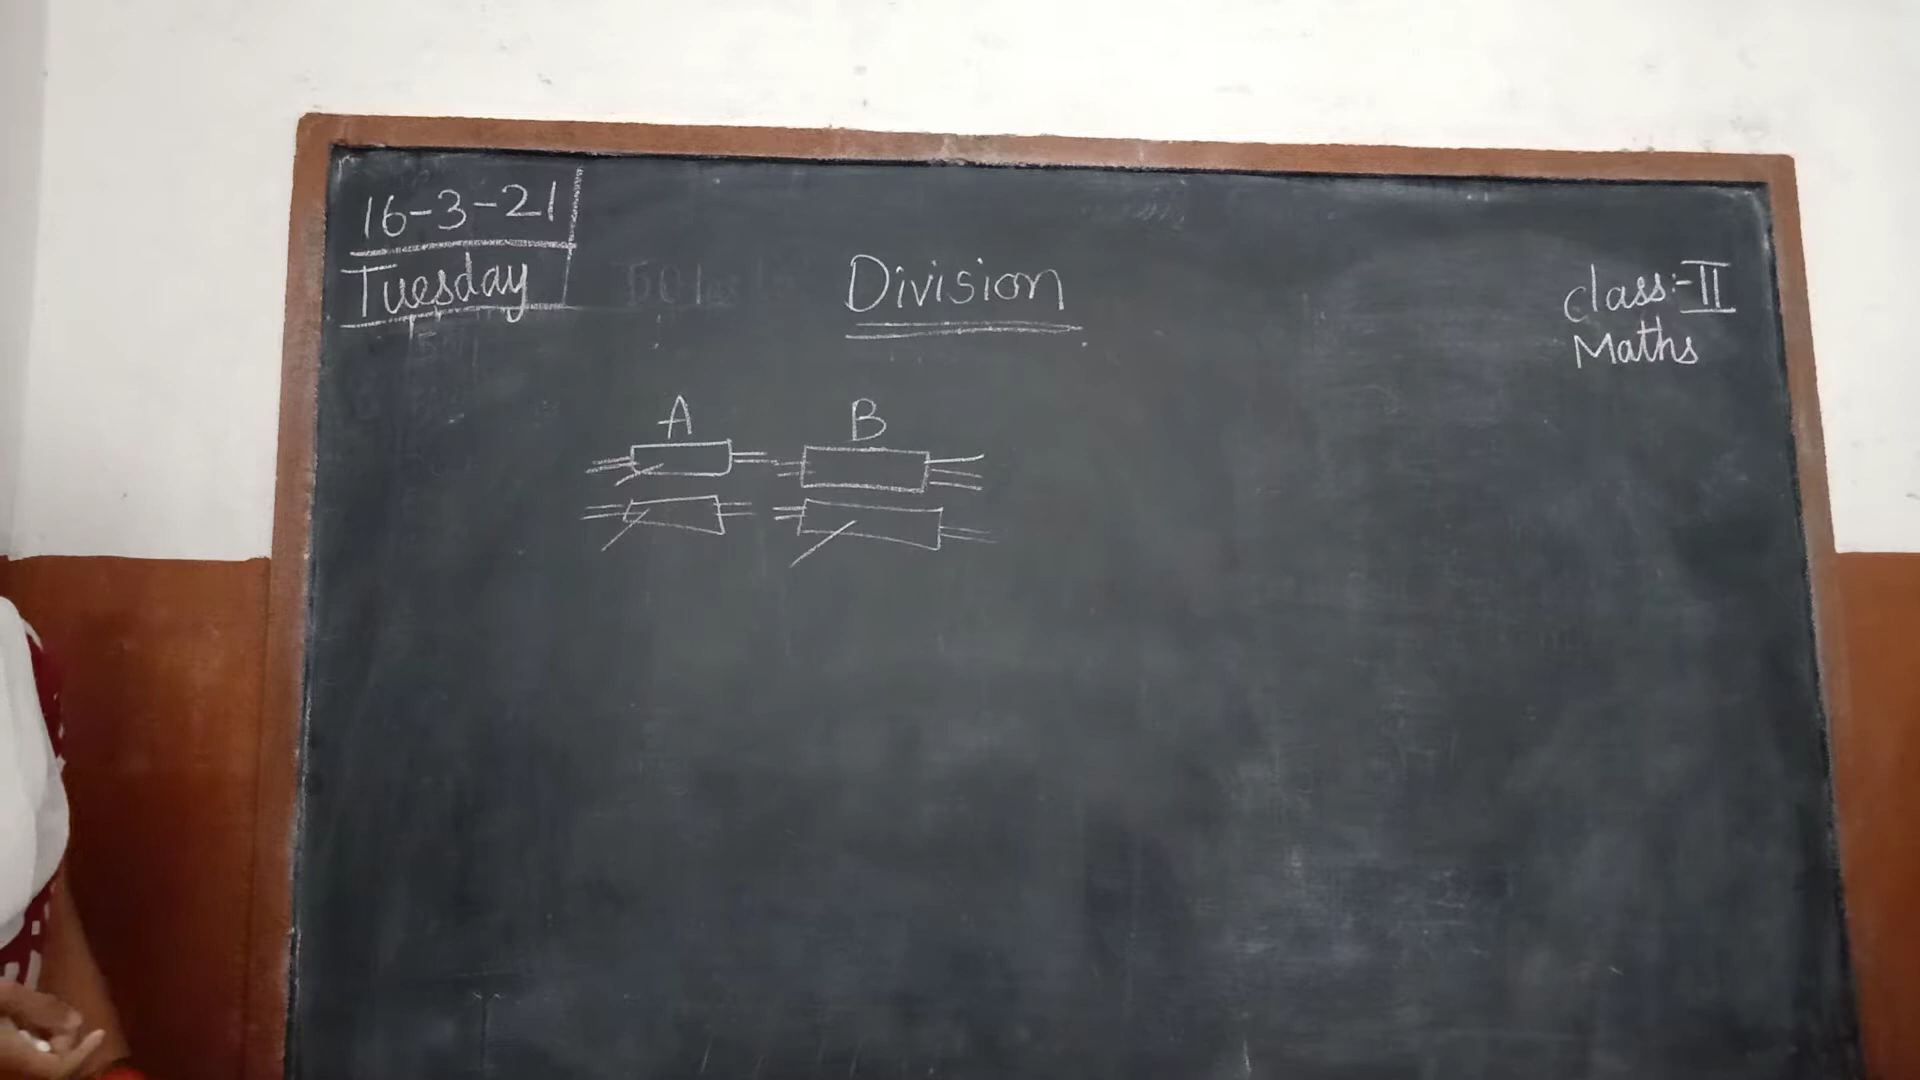 16-3-21
Tuesday
Division
Class:-II
Maths
A B